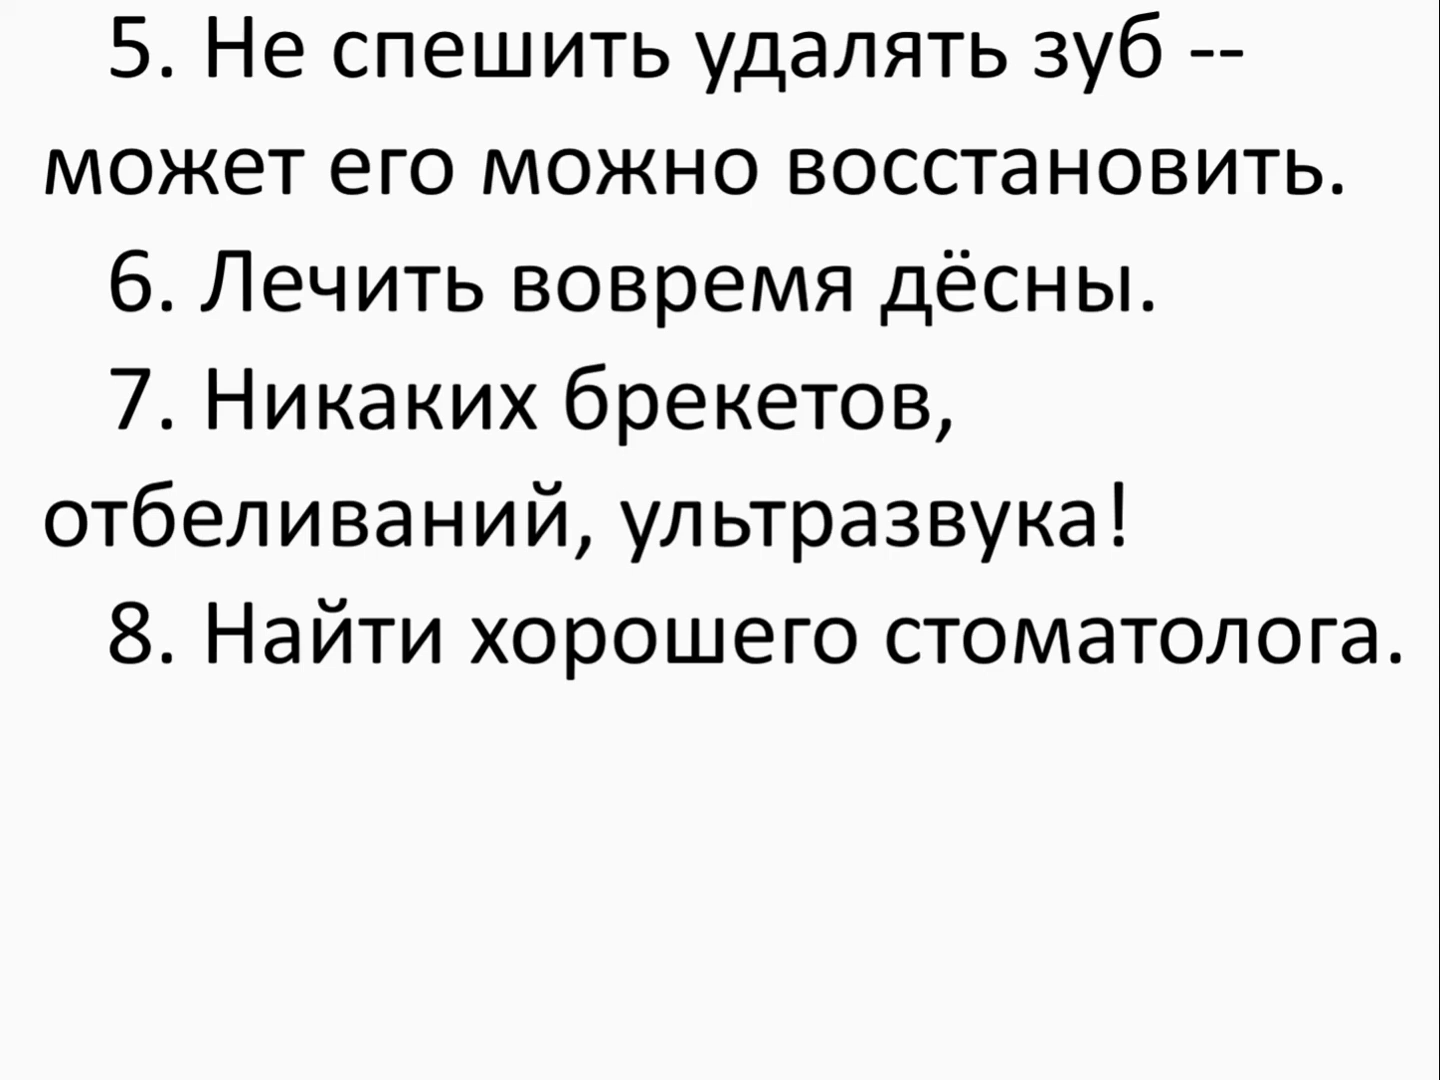 5. Не спешить удалять зуб --
может его можно восстановить.
6. Лечить вовремя дёсны.
7. Никаких брекетов,
отбеливаний, ультразвука!
8. Найти хорошего стоматолога.